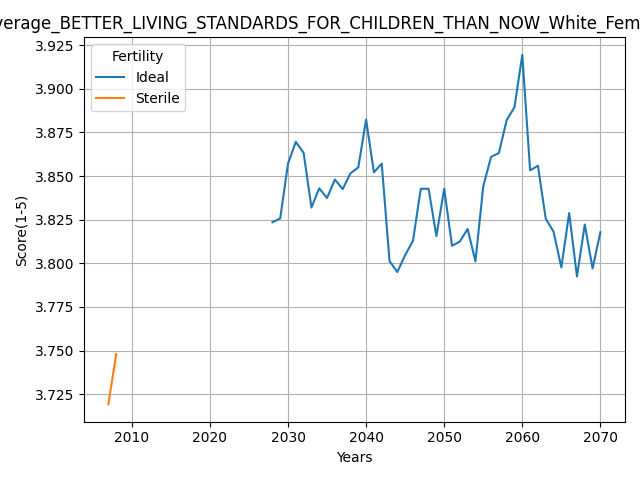 verage_BETTER_LIVING_STANDARDS_FOR_CHILDREN_THAN_NOW_White_Fem
Fertility
Ideal
Sterile
Score(1-5)
3.925
3.900
3.875
3.850
3.825
3.800
3.775
3.750
3.725
2010 2020 2030 2040 2050 2060 2070
Years